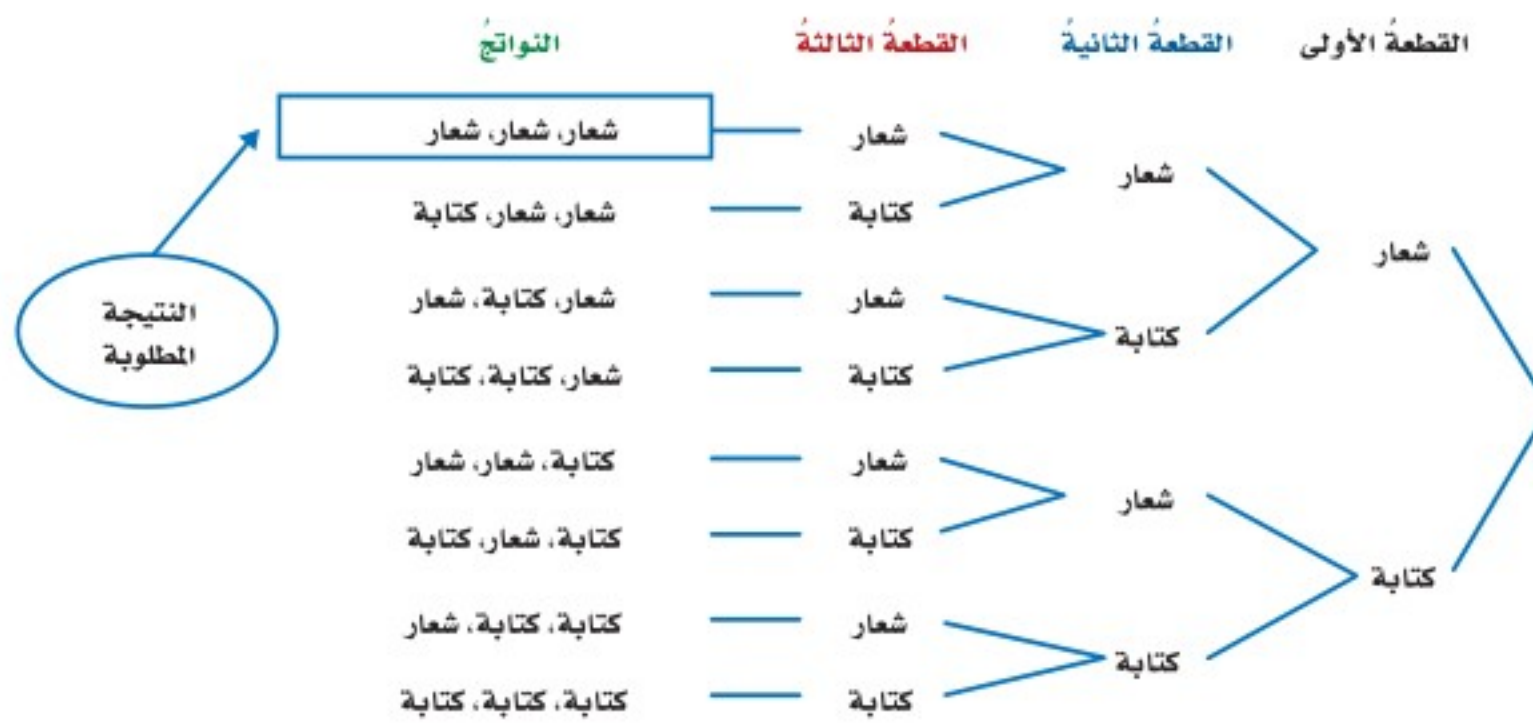 القطعةُ الأولى القطعةُ الثانيةُ القطعةُ الثالثةُ النواتجُ
شعار شعار، شعار، شعار
شعار
كتابة شعار، شعار، كتابة
شعار
شعار شعار، كتابة، شعار
النتيجة
كتابة
المطلوبة
كتابة شعار، كتابة، كتابة
شعار كتابة، شعار، شعار
شعار
كتابة كتابة، شعار، كتابة
كتابة
شعار كتابة، كتابة، شعار
كتابة
كتابة كتابة، كتابة، كتابة